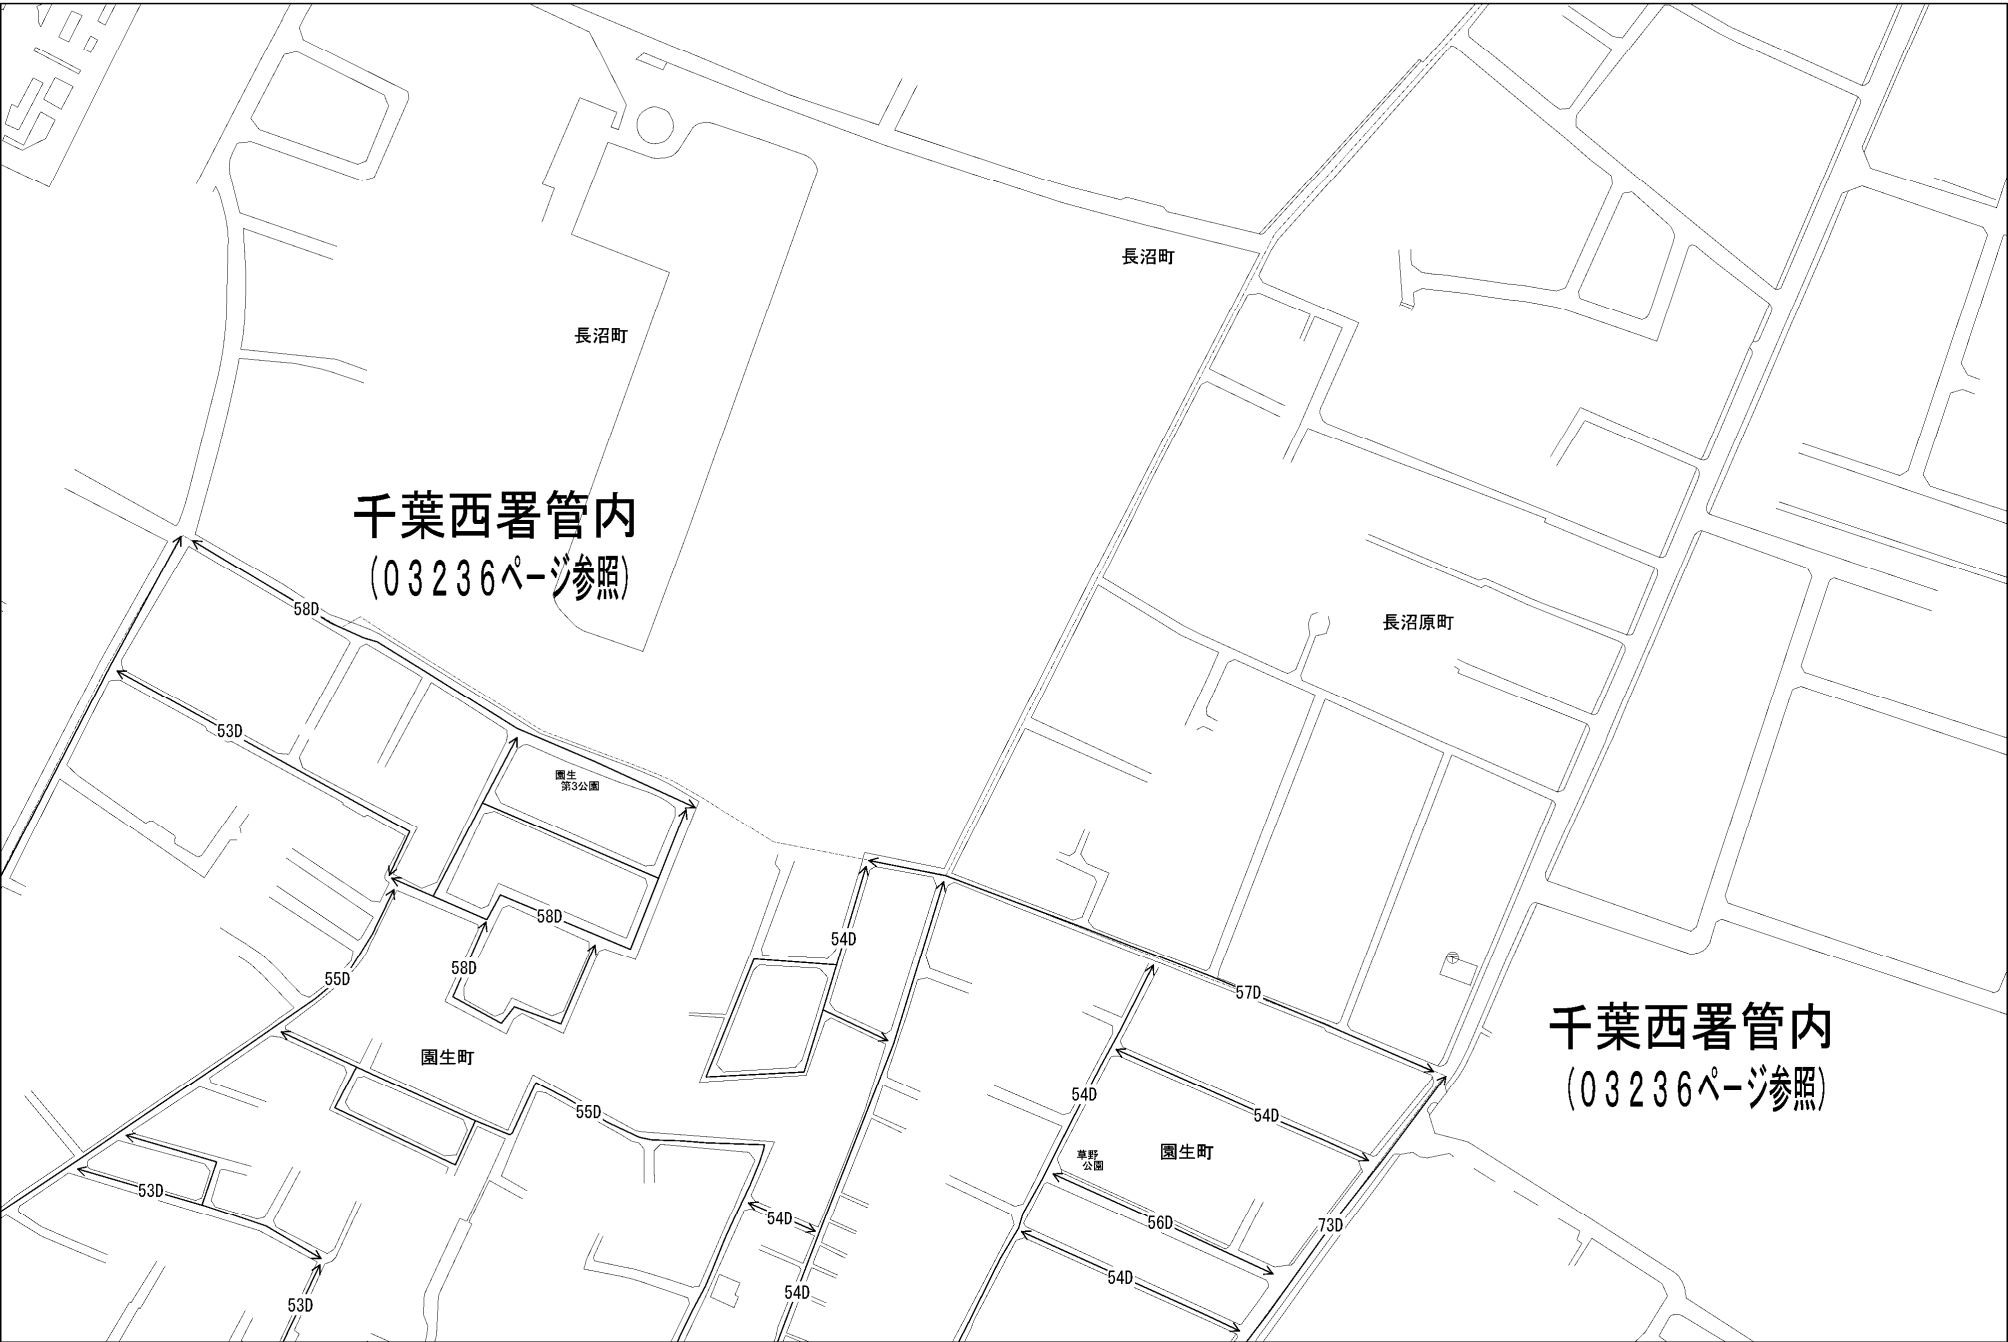 長沼町
長沼町
千葉西署管内
(03236ページ参照)
58D
長沼原町
53D
園生
第3公園
58D
54D
58D
55D
57D
千葉西署管内
(03236ページ参照)
園生町
54D
55D
54D
草野
公園
園生町
53D
54D
56D
73D
54D
54D
53D